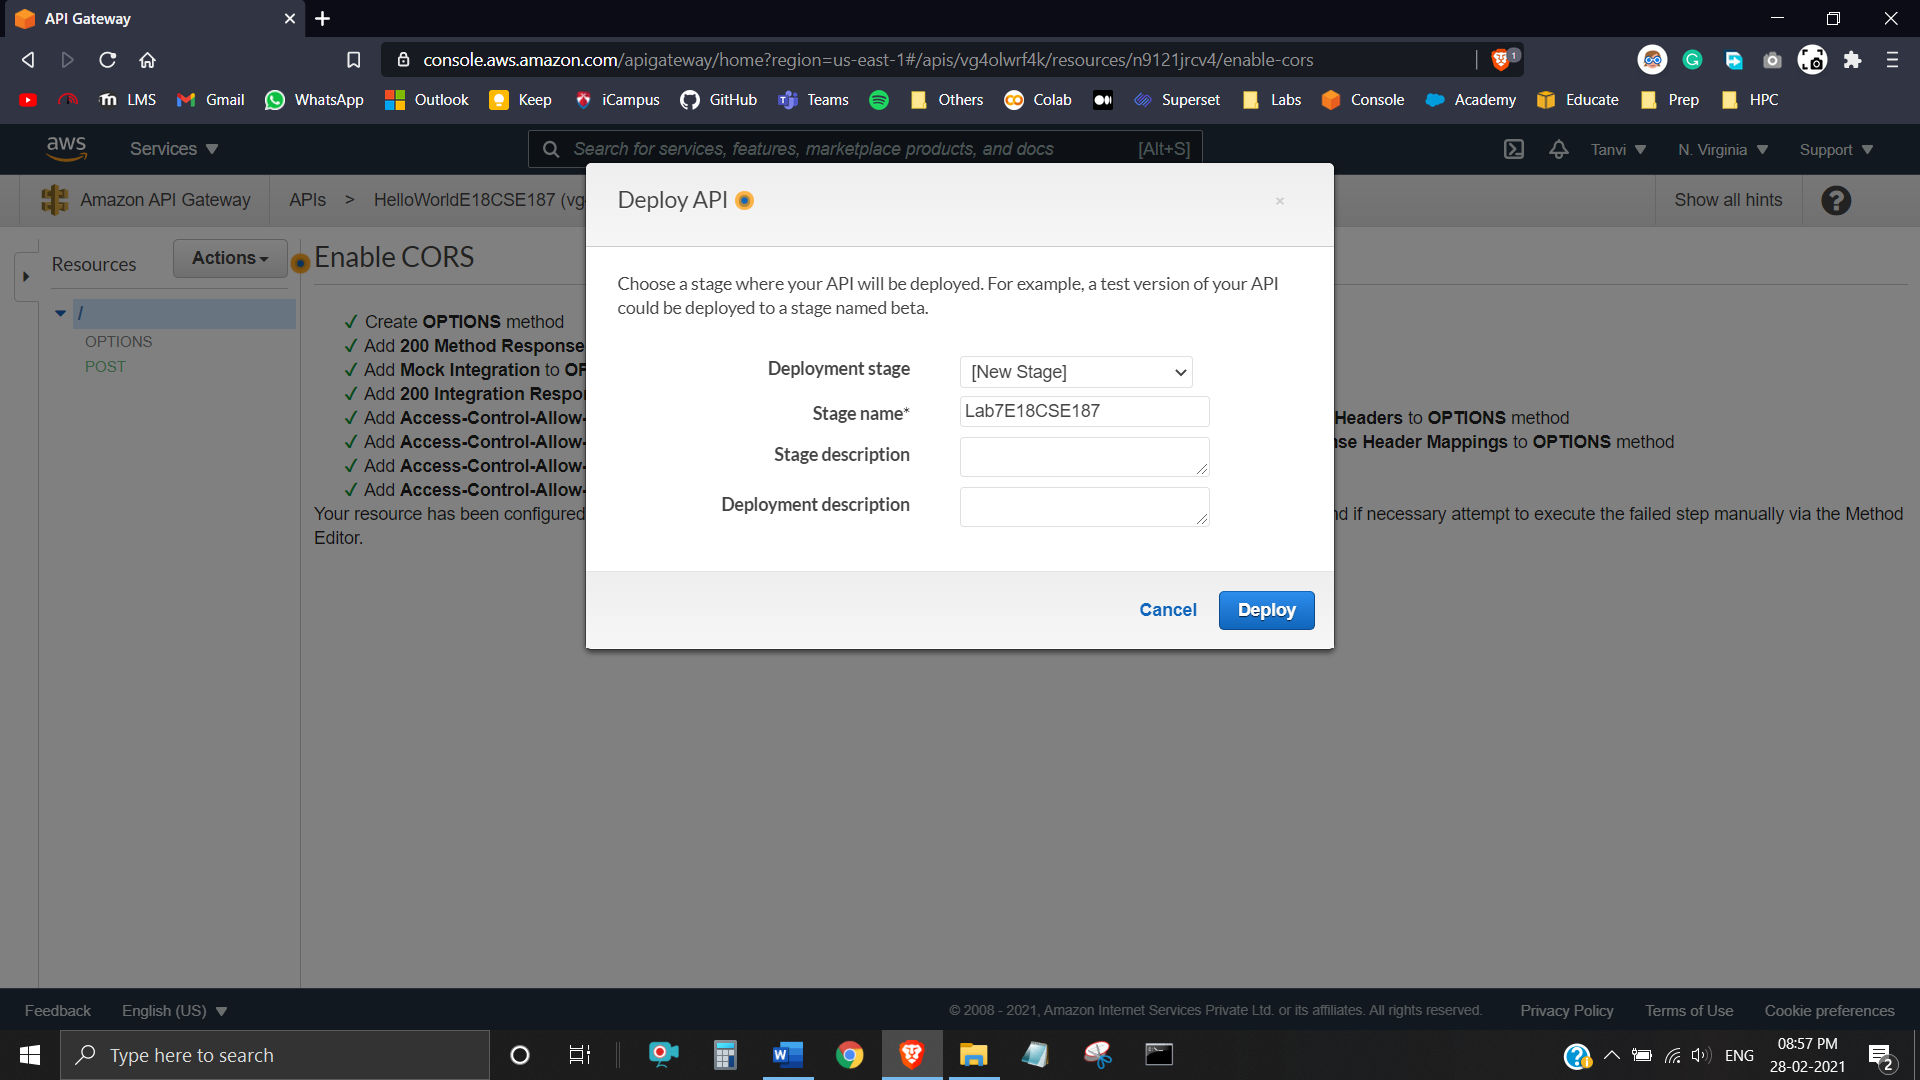 API Gateway
console.aws.amazon.com/apigateway/home?region=us-east-1#/apis/vg4olwrf4k/resources/n9121jrcv4/enable-cors
1
LMS Gmail WhatsApp Outlook Keep iCampus GitHub Teams Others Colab Superset Labs Console Academy Educate Prep HPC
aws Services Search for services, features, marketplace products, and docs [Alt+S] Tanvi N. Virginia Support
Amazon API Gateway APIs > HelloWorldE18CSE187 (vg Show all hints ?
Deploy API ×
Choose a stage where your API will be deployed. For example, a test version of your API
could be deployed to a stage named beta.
Deployment stage [New Stage]
Stage name* Lab7E18CSE187
Stage description
Deployment description
Cancel Deploy
Resources Actions
/
OPTIONS
POST
Enable CORS
✓ Create OPTIONS method
✓ Add 200 Method Response
✓ Add Mock Integration to OP
✓ Add 200 Integration Respo
✓ Add Access-Control-Allow- Headers to OPTIONS method
✓ Add Access-Control-Allow- se Header Mappings to OPTIONS method
✓ Add Access-Control-Allow-
✓ Add Access-Control-Allow-
Your resource has been configured nd if necessary attempt to execute the failed step manually via the Method
Editor.
Feedback English (US) © 2008 - 2021, Amazon Internet Services Private Ltd. or its affiliates. All rights reserved. Privacy Policy Terms of Use Cookie preferences
Type here to search ENG 08:57 PM
28-02-2021 2